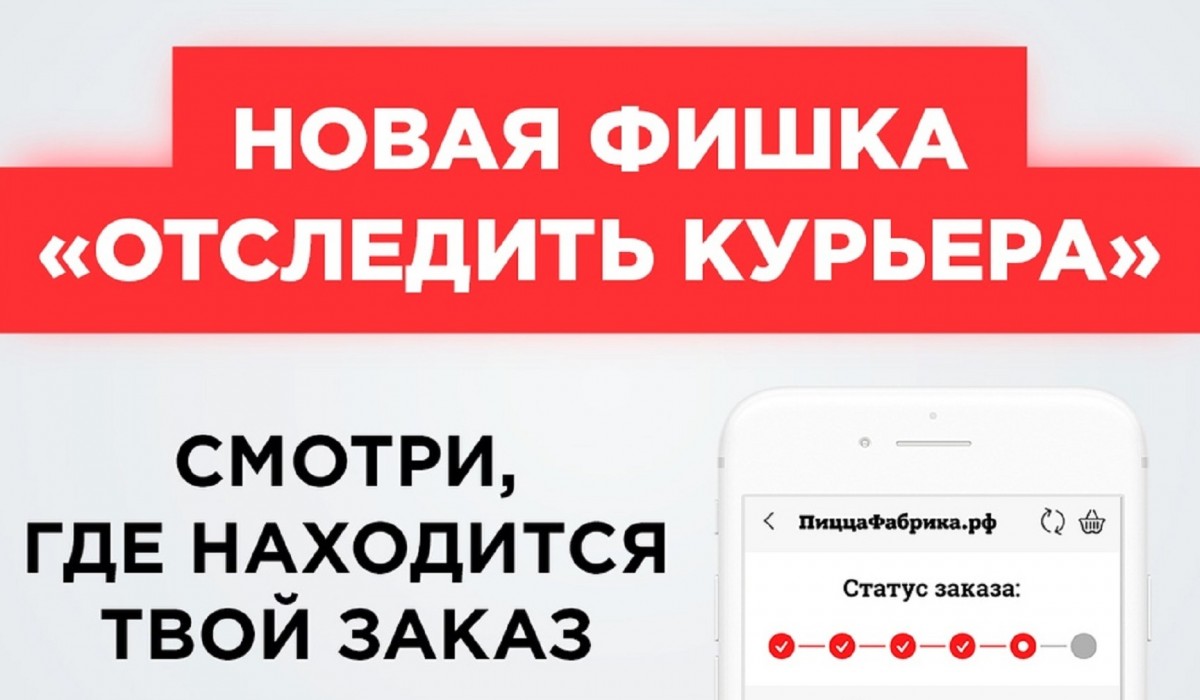 НОВАЯ ФИШКА
«ОТСЛЕДИТЬ КУРЬЕРА»
СМОТРИ,
ГДЕ НАХОДИТСЯ
ТВОЙ ЗАКАЗ
ПиццаФабрика.рф
Статус заказа: